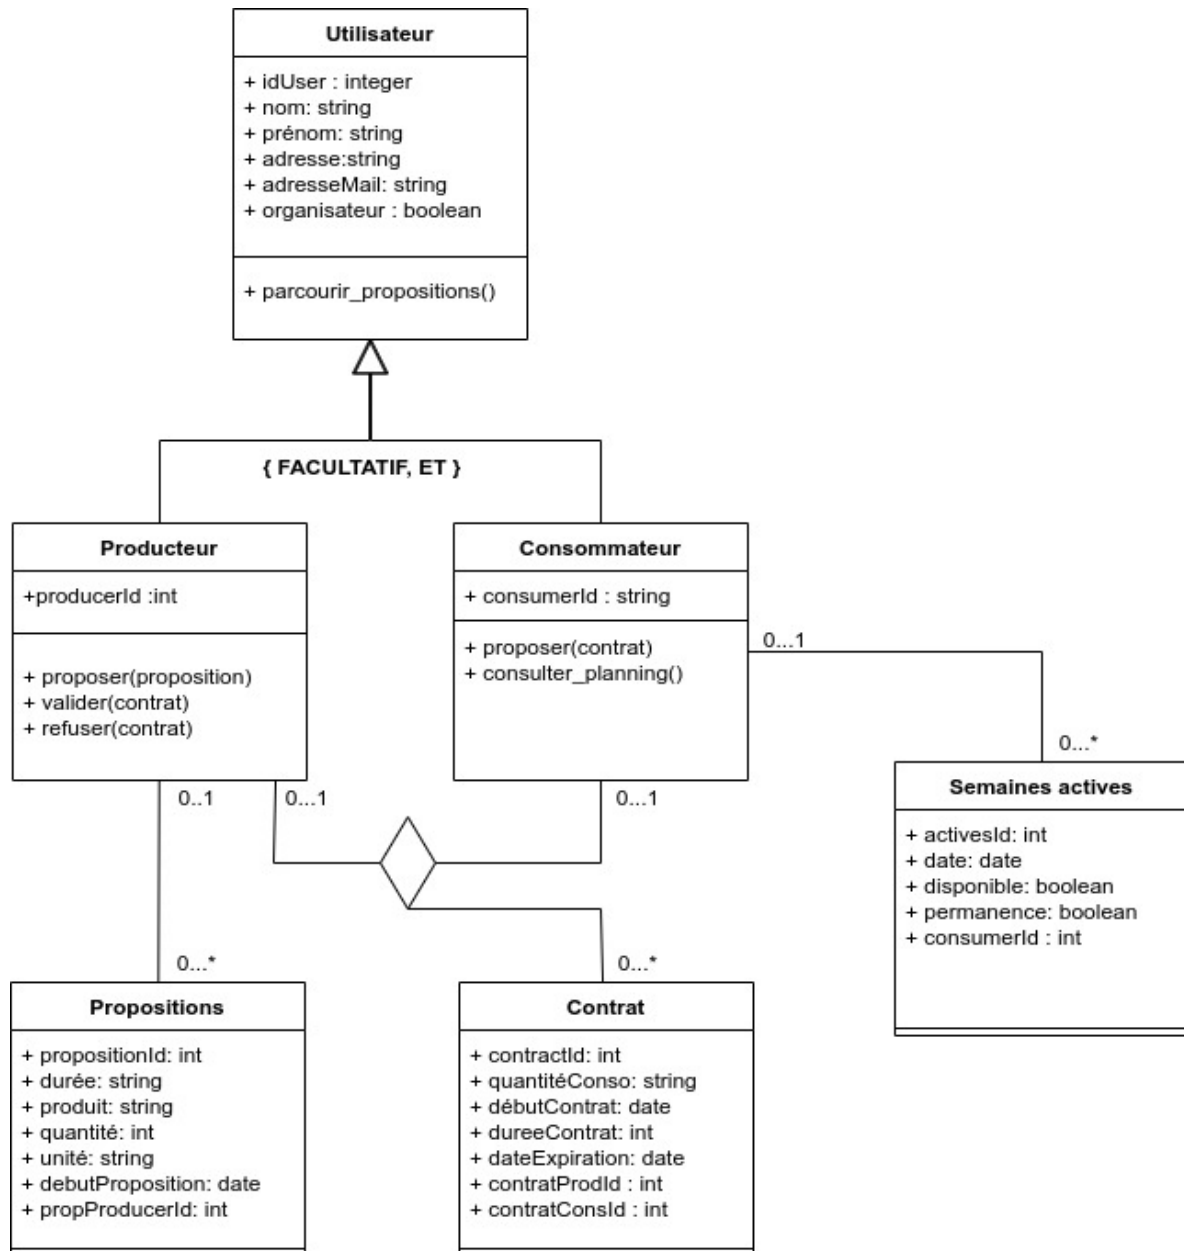 Utilisateur
+ idUser : integer
+ nom: string
+ prénom: string
+ adresse:string
+ adresseMail: string
+ organisateur : boolean
+ parcourir_propositions()
{ FACULTATIF, ET }
Producteur
+producerId :int
+ proposer(proposition)
+ valider(contrat)
+ refuser(contrat)
Consommateur
+ consumerId : string
+ proposer(contrat)
+ consulter_planning()
0...1
0...*
Semaines actives
+ activesId: int
+ date: date
+ disponible: boolean
+ permanence: boolean
+ consumerId : int
0..1
0...1
0...1
0...*
0...*
Propositions
+ propositionId: int
+ durée: string
+ produit: string
+ quantité: int
+ unité: string
+ debutProposition: date
+ propProducerId: int
Contrat
+ contractId: int
+ quantitéConso: string
+ débutContrat: date
+ dureeContrat: int
+ dateExpiration: date
+ contratProdId : int
+ contratConsId : int